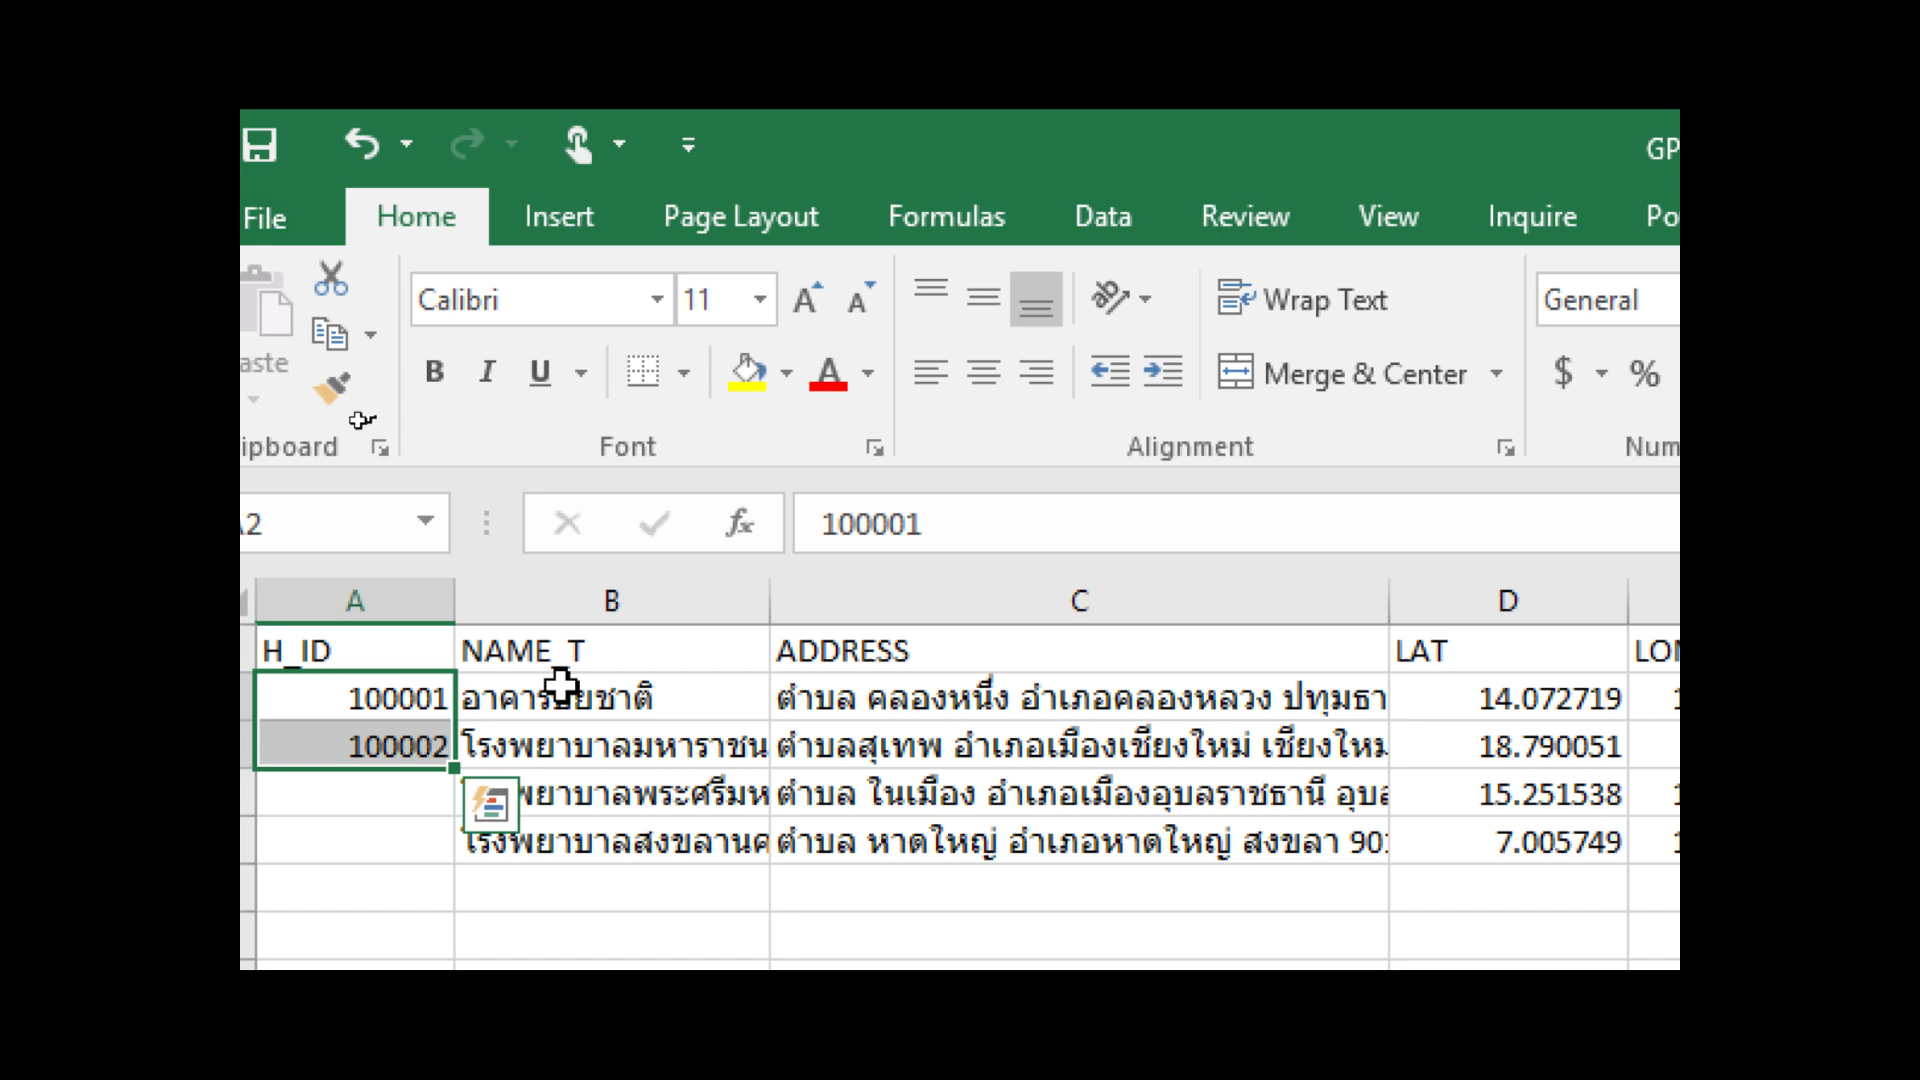 GP
File Home Insert Page Layout Formulas Data Review View Inquire Po
Calibri 11 Wrap Text General
aste B I U A Merge & Center $ %
ipboard Font Alignment Num
A2 fx 100001
A B C D
H_ID NAME_T ADDRESS LAT LON
100001 ตำบล คลองหนึ่ง อำเภอคลองหลวง ปทุมธา 14.072719 1
100002 โรงพยาบาลมหาราชน ตำบลสุเทพ อำเภอเมืองเชียงใหม่ เชียงใหม 18.790051
พยาบาลพระศรีมห ตำบล ในเมือง อำเภอเมืองอุบลราชธานี อุบล 15.251538 1
โรงพยาบาลสงขลานค ตำบล หาดใหญ่ อำเภอหาดใหญ่ สงขลา 901 7.005749 1